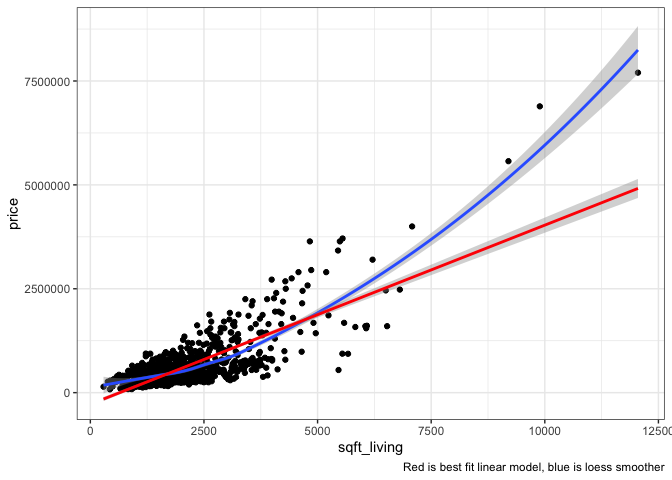 7500000
5000000
2500000
0
price
0 2500 5000 7500 10000 12500
sqft_living
Red is best fit linear model, blue is loess smoother